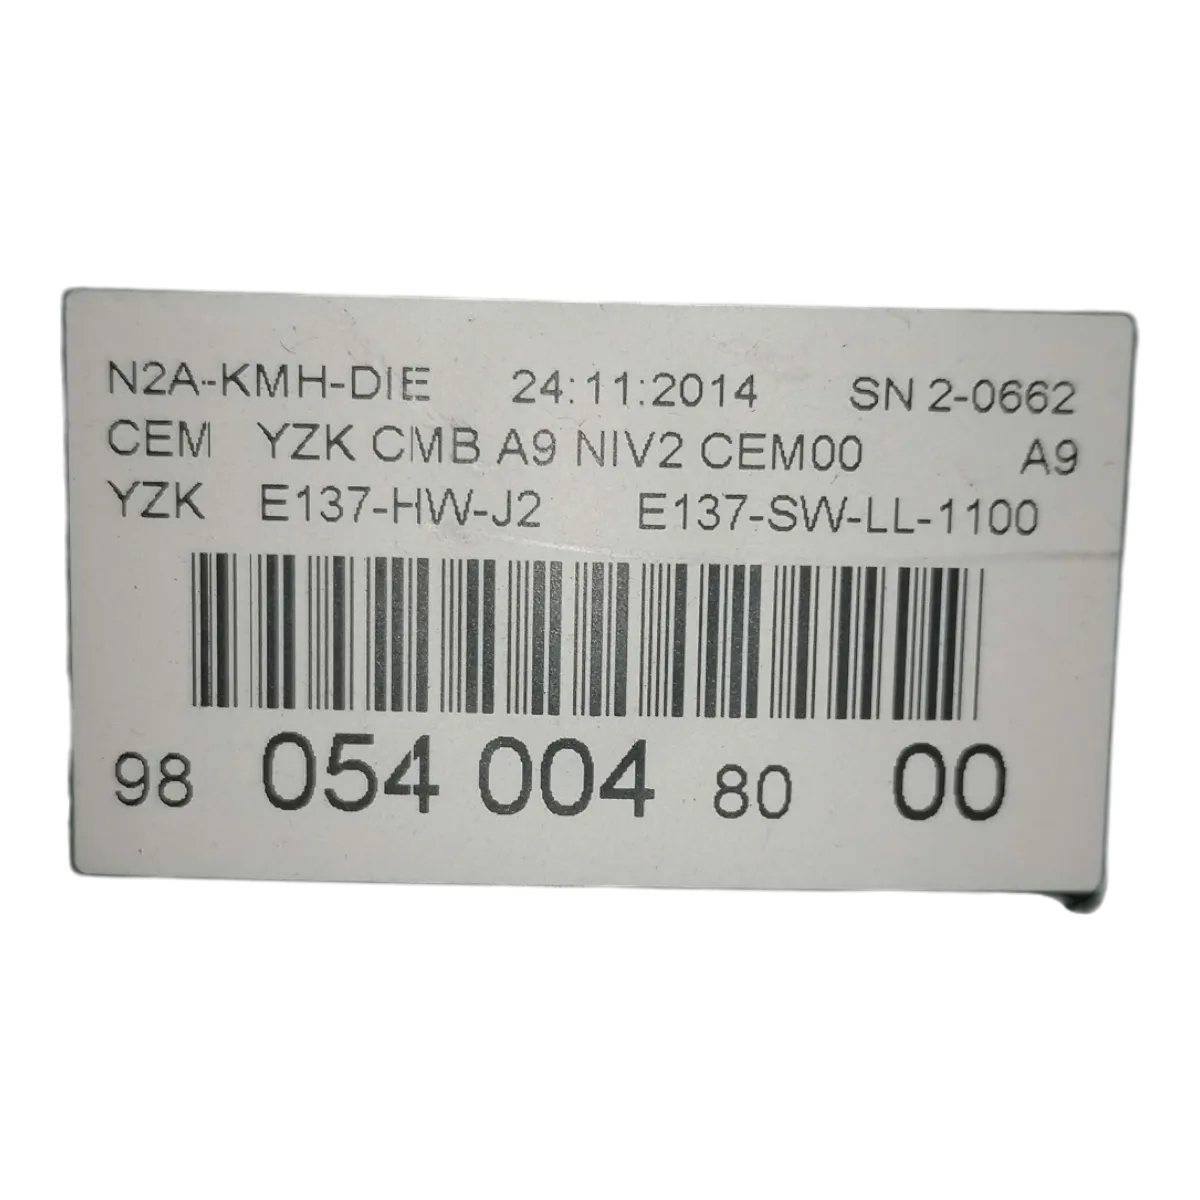 N2A-KMH-DIE 24:11:2014 SN 2-0662
CEM YZK CMB A9 NIV2 CEM00 A9
YZK E137-HW-J2 E137-SW-LL-1100
98 054 004 80 00